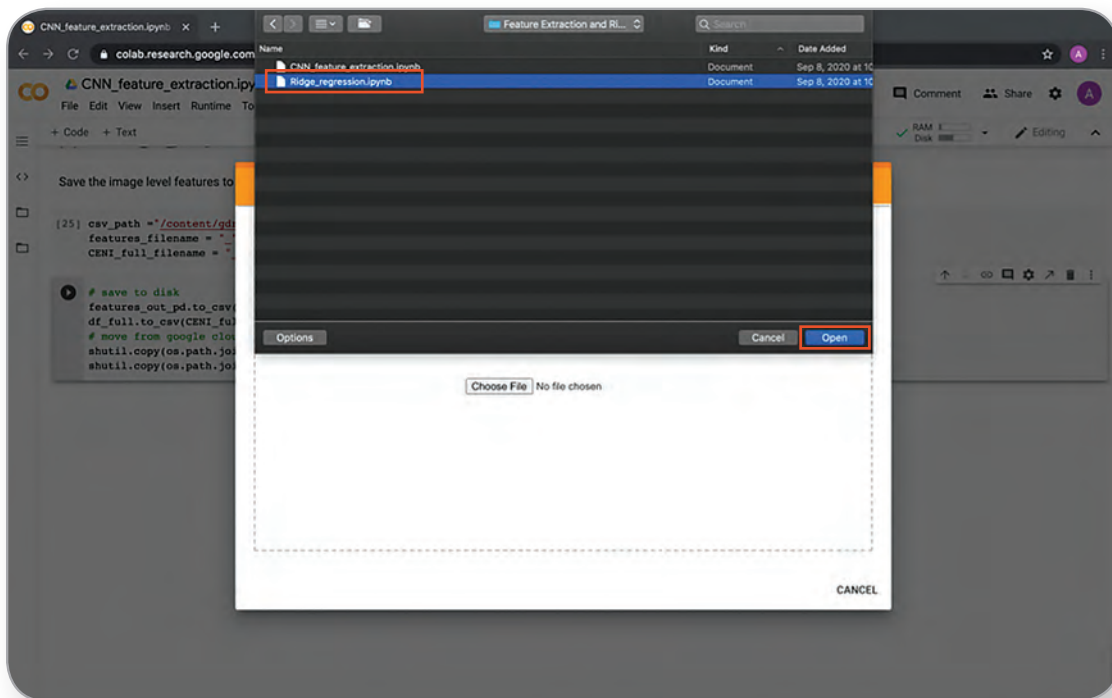 CNN_feature_extraction.ipynb
colab.research.google.com
CNN_feature_extraction.ipy
File Edit View Insert Runtime To
Comment Share A
+ Code + Text
RAM
Disk
Editing
Feature Extraction and Ri...
Search
Name Kind Date Added
CNN_feature_extraction.ipynb Document Sep 8, 2020 at 10
Ridge_regression.ipynb Document Sep 8, 2020 at 10
Options Cancel Open
Save the image level features to
[25] csv_path ="/content/gdr
features_filename = "_
CENI_full_filename = "_
# save to disk
features_out_pd.to_csv(
df_full.to_csv(CENI_ful
# move from google clou
shutil.copy(os.path.joi
shutil.copy(os.path.joi
Choose File No file chosen
CANCEL